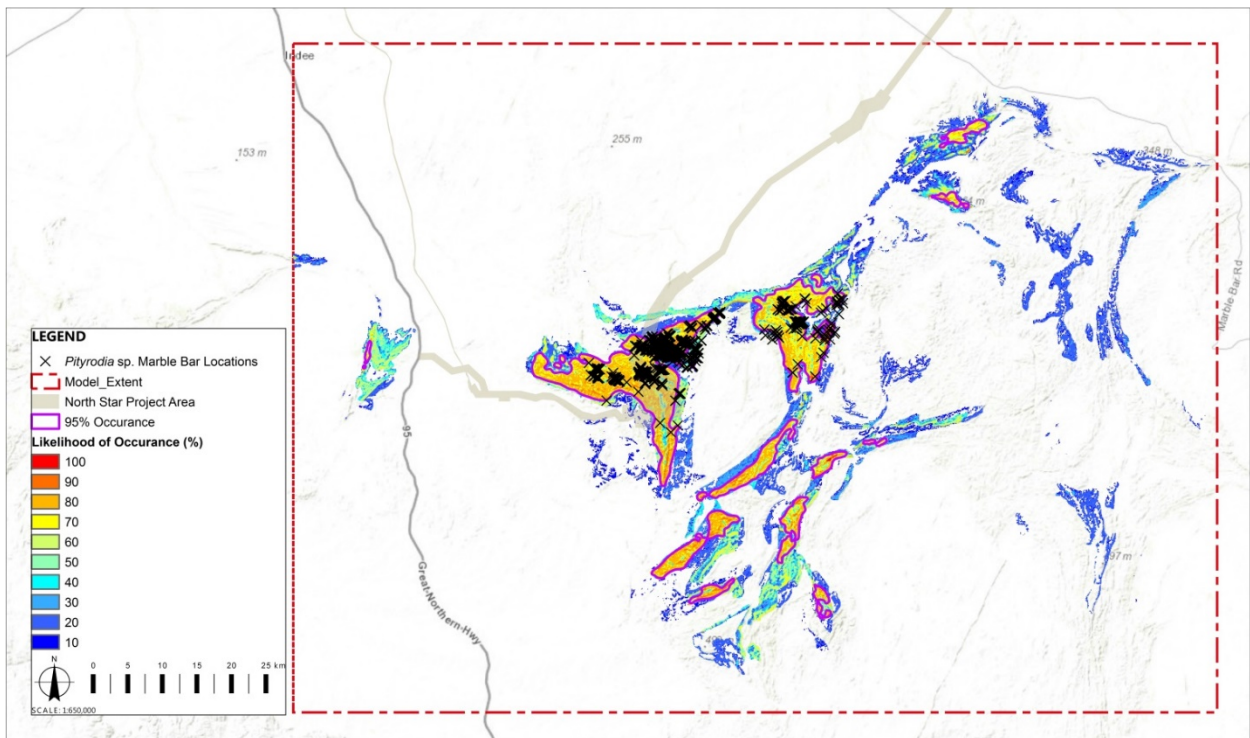 Indee
153 m
255 m
348 m
Marble Bar Rd
95
Great-Northern-Hwy
97 m
LEGEND
Pityrodia sp. Marble Bar Locations
Model_Extent
North Star Project Area
95% Occurance
Likelihood of Occurance (%)
100
90
80
70
60
50
40
30
20
10
N
0 5 10 15 20 25 km
SCALE: 1:650,000